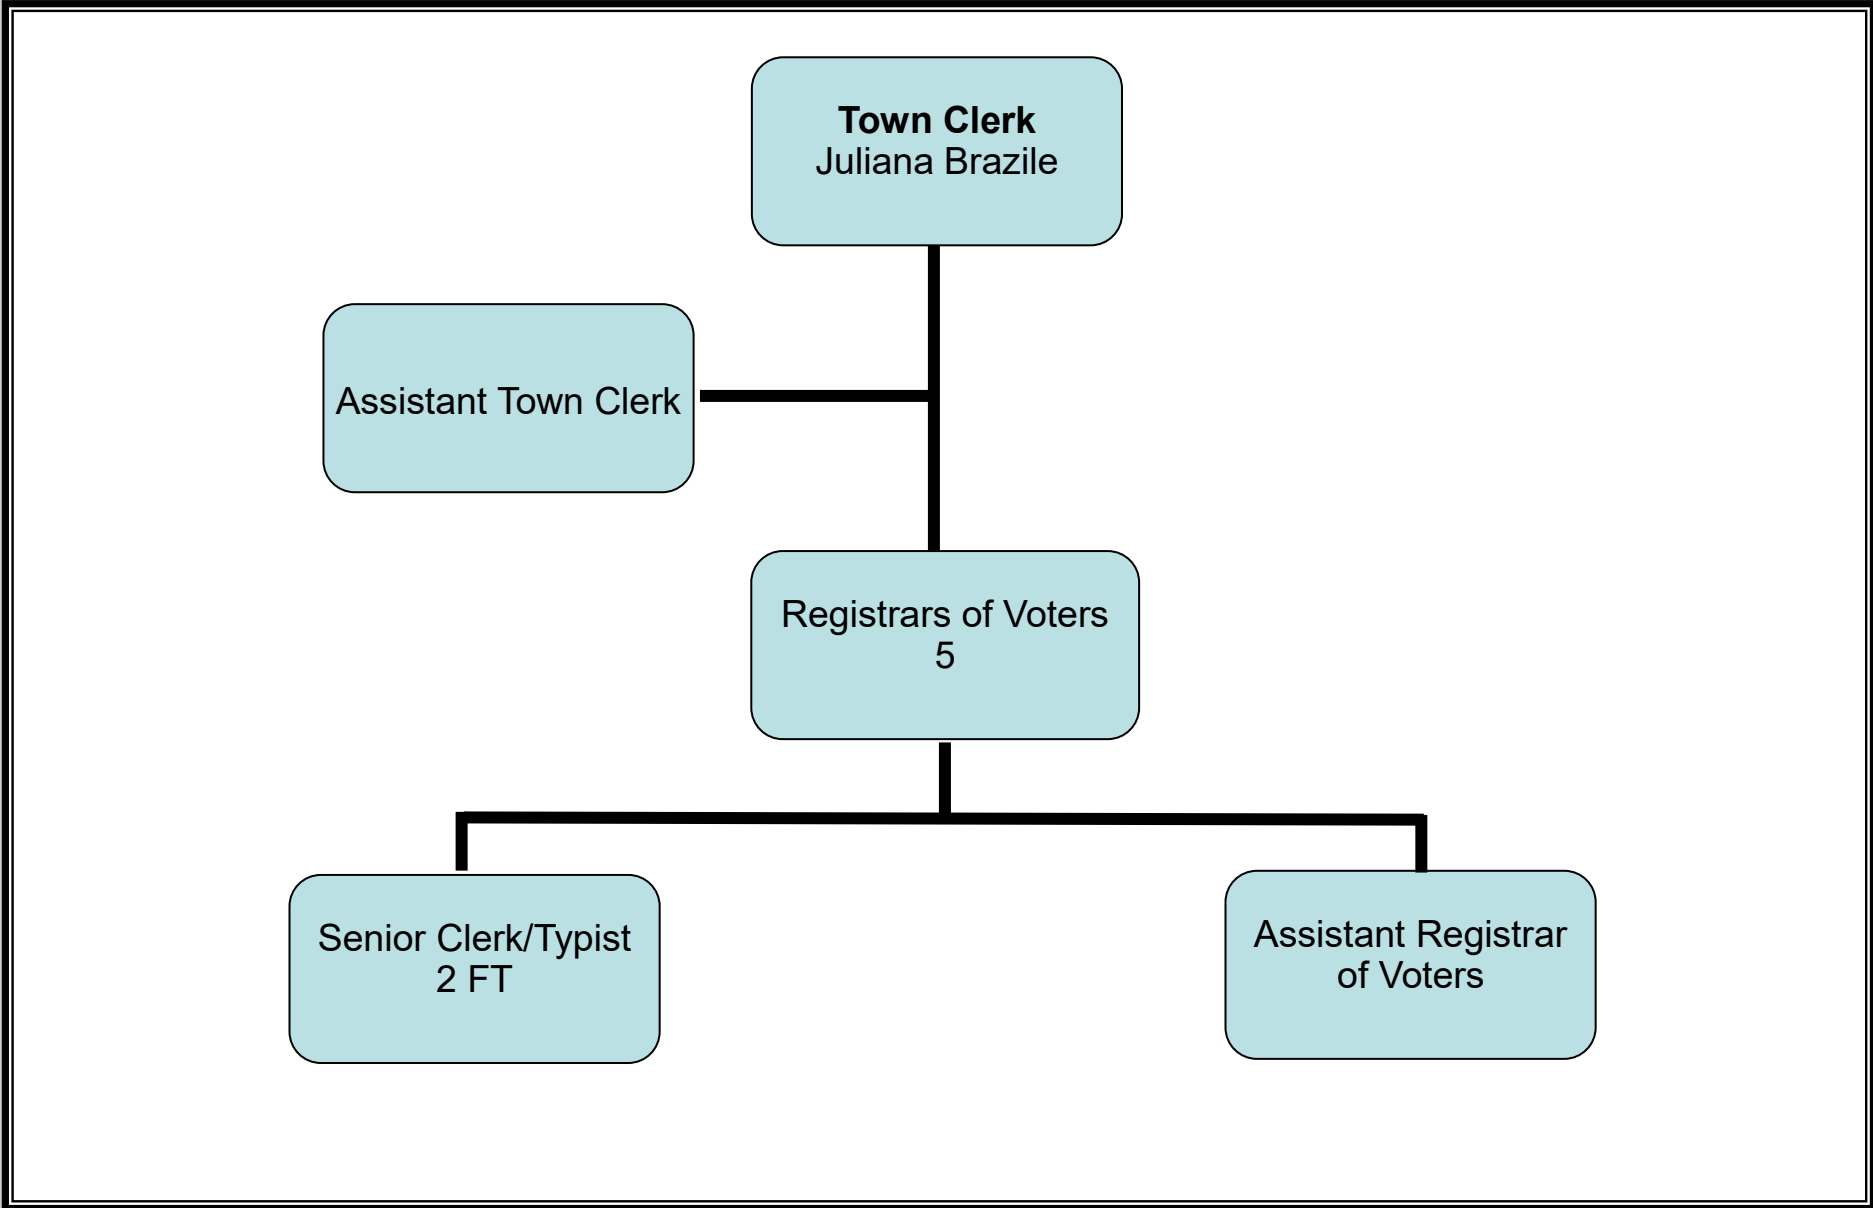 Town Clerk
Juliana Brazile
Assistant Town Clerk
Registrars of Voters
5
Senior Clerk/Typist
2 FT
Assistant Registrar
of Voters